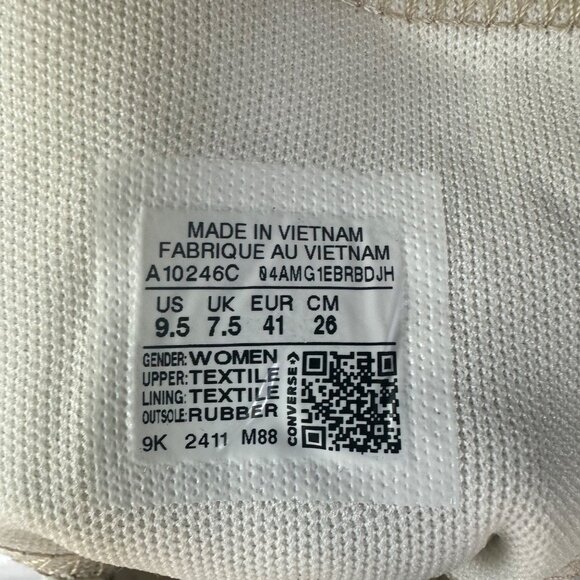 MADE IN VIETNAM
FABRIQUE AU VIETNAM
A10246C 04AMG1EBRBDJH
US UK EUR CM
9.5 7.5 41 26
GENDER: WOMEN
UPPER: TEXTILE
LINING: TEXTILE
OUTSOLE: RUBBER
CONVERSE
9K 2411 M88